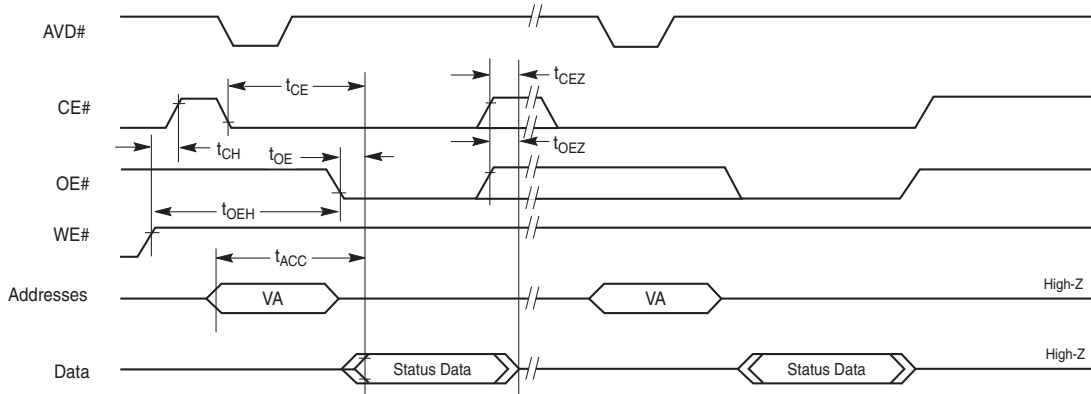 AVD#
tCEZ
tCE
CE#
tCH
tOE
tOEZ
OE#
tOEH
WE#
tACC
Addresses
VA
VA
High-Z
Data
Status Data
Status Data
High-Z